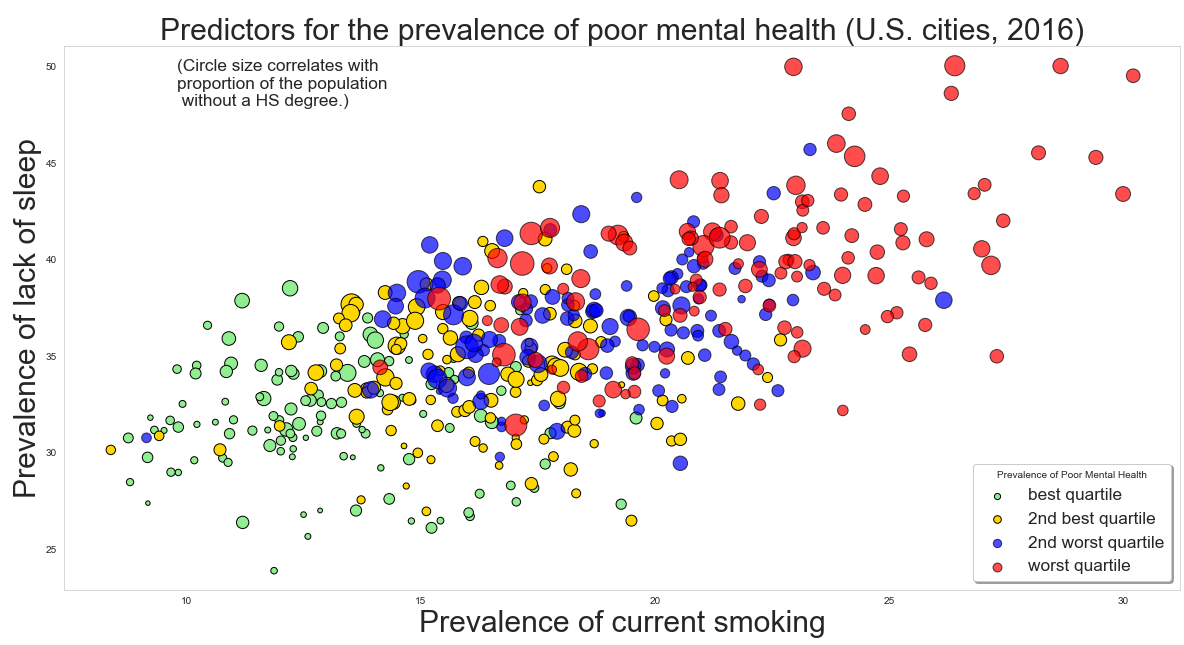 Predictors for the prevalence of poor mental health (U.S. cities, 2016)
(Circle size correlates with
proportion of the population
without a HS degree.)
Prevalence of lack of sleep
50
45
40
35
30
25
10
15
20
25
30
Prevalence of current smoking
Prevalence of Poor Mental Health
best quartile
2nd best quartile
2nd worst quartile
worst quartile